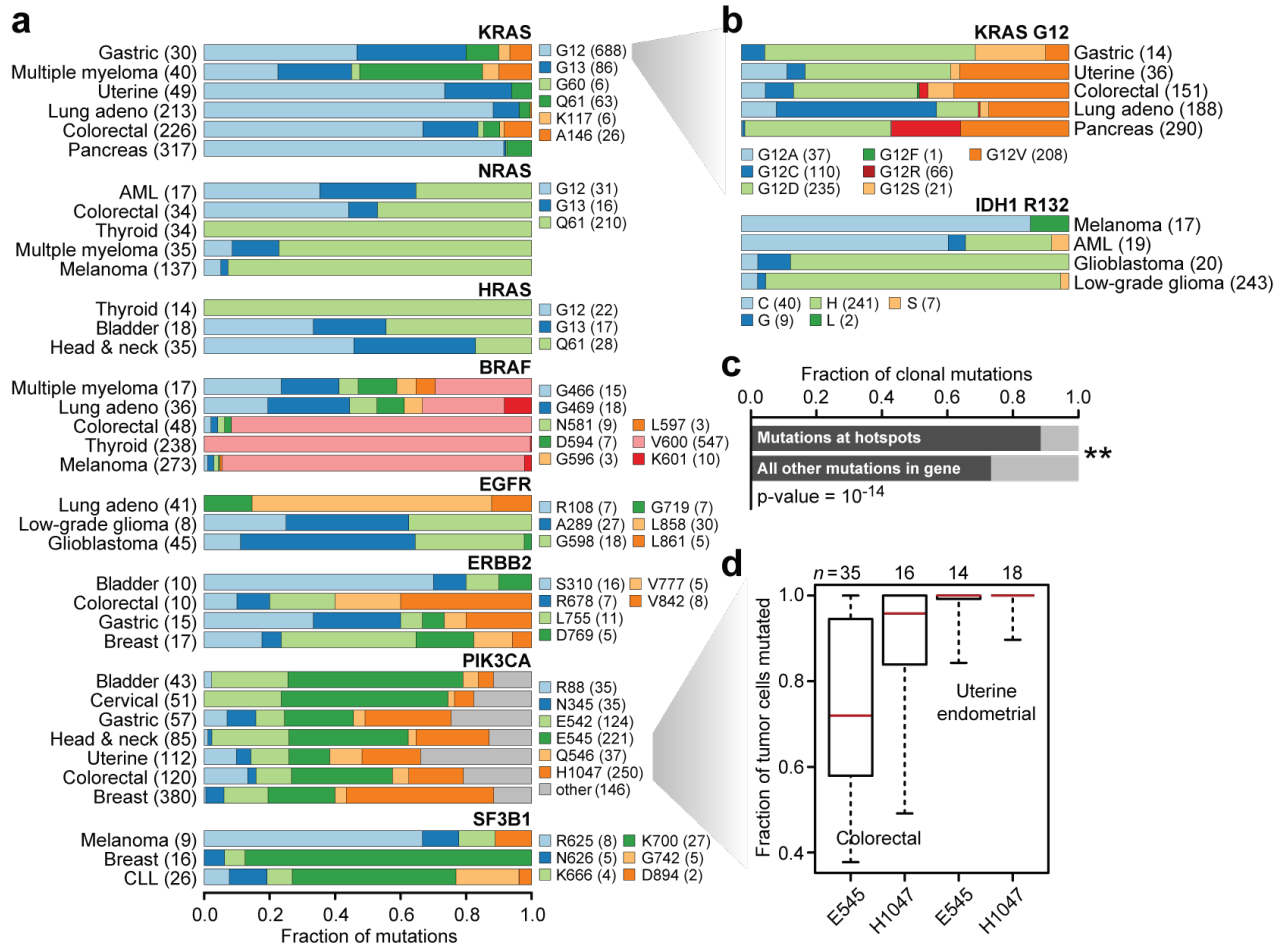 a
KRAS
Gastric (30)
Multiple myeloma (40)
Uterine (49)
Lung adeno (213)
Colorectal (226)
Pancreas (317)
G12 (688)
G13 (86)
G60 (6)
Q61 (63)
K117 (6)
A146 (26)
NRAS
AML (17)
Colorectal (34)
Thyroid (34)
Multple myeloma (35)
Melanoma (137)
G12 (31)
G13 (16)
Q61 (210)
HRAS
Thyroid (14)
Bladder (18)
Head & neck (35)
G12 (22)
G13 (17)
Q61 (28)
BRAF
Multiple myeloma (17)
Lung adeno (36)
Colorectal (48)
Thyroid (238)
Melanoma (273)
G466 (15)
G469 (18)
N581 (9) L597 (3)
D594 (7) V600 (547)
G596 (3) K601 (10)
EGFR
Lung adeno (41)
Low-grade glioma (8)
Glioblastoma (45)
R108 (7) G719 (7)
A289 (27) L858 (30)
G598 (18) L861 (5)
ERBB2
Bladder (10)
Colorectal (10)
Gastric (15)
Breast (17)
S310 (16) V777 (5)
R678 (7) V842 (8)
L755 (11)
D769 (5)
PIK3CA
Bladder (43)
Cervical (51)
Gastric (57)
Head & neck (85)
Uterine (112)
Colorectal (120)
Breast (380)
R88 (35)
N345 (35)
E542 (124)
E545 (221)
Q546 (37)
H1047 (250)
other (146)
SF3B1
Melanoma (9)
Breast (16)
CLL (26)
R625 (8) K700 (27)
N626 (5) G742 (5)
K666 (4) D894 (2)
0.0 0.2 0.4 0.6 0.8 1.0
Fraction of mutations
b
KRAS G12
Gastric (14)
Uterine (36)
Colorectal (151)
Lung adeno (188)
Pancreas (290)
G12A (37) G12F (1) G12V (208)
G12C (110) G12R (66)
G12D (235) G12S (21)
IDH1 R132
Melanoma (17)
AML (19)
Glioblastoma (20)
Low-grade glioma (243)
C (40) H (241) S (7)
G (9) L (2)
c
Fraction of clonal mutations
0.0 0.2 0.4 0.6 0.8 1.0
Mutations at hotspots
All other mutations in gene
**
p-value = 10-14
d
n = 35 16 14 18
Fraction of tumor cells mutated
1.0
0.8
0.6
0.4
Uterine
endometrial
Colorectal
E545 H1047 E545 H1047